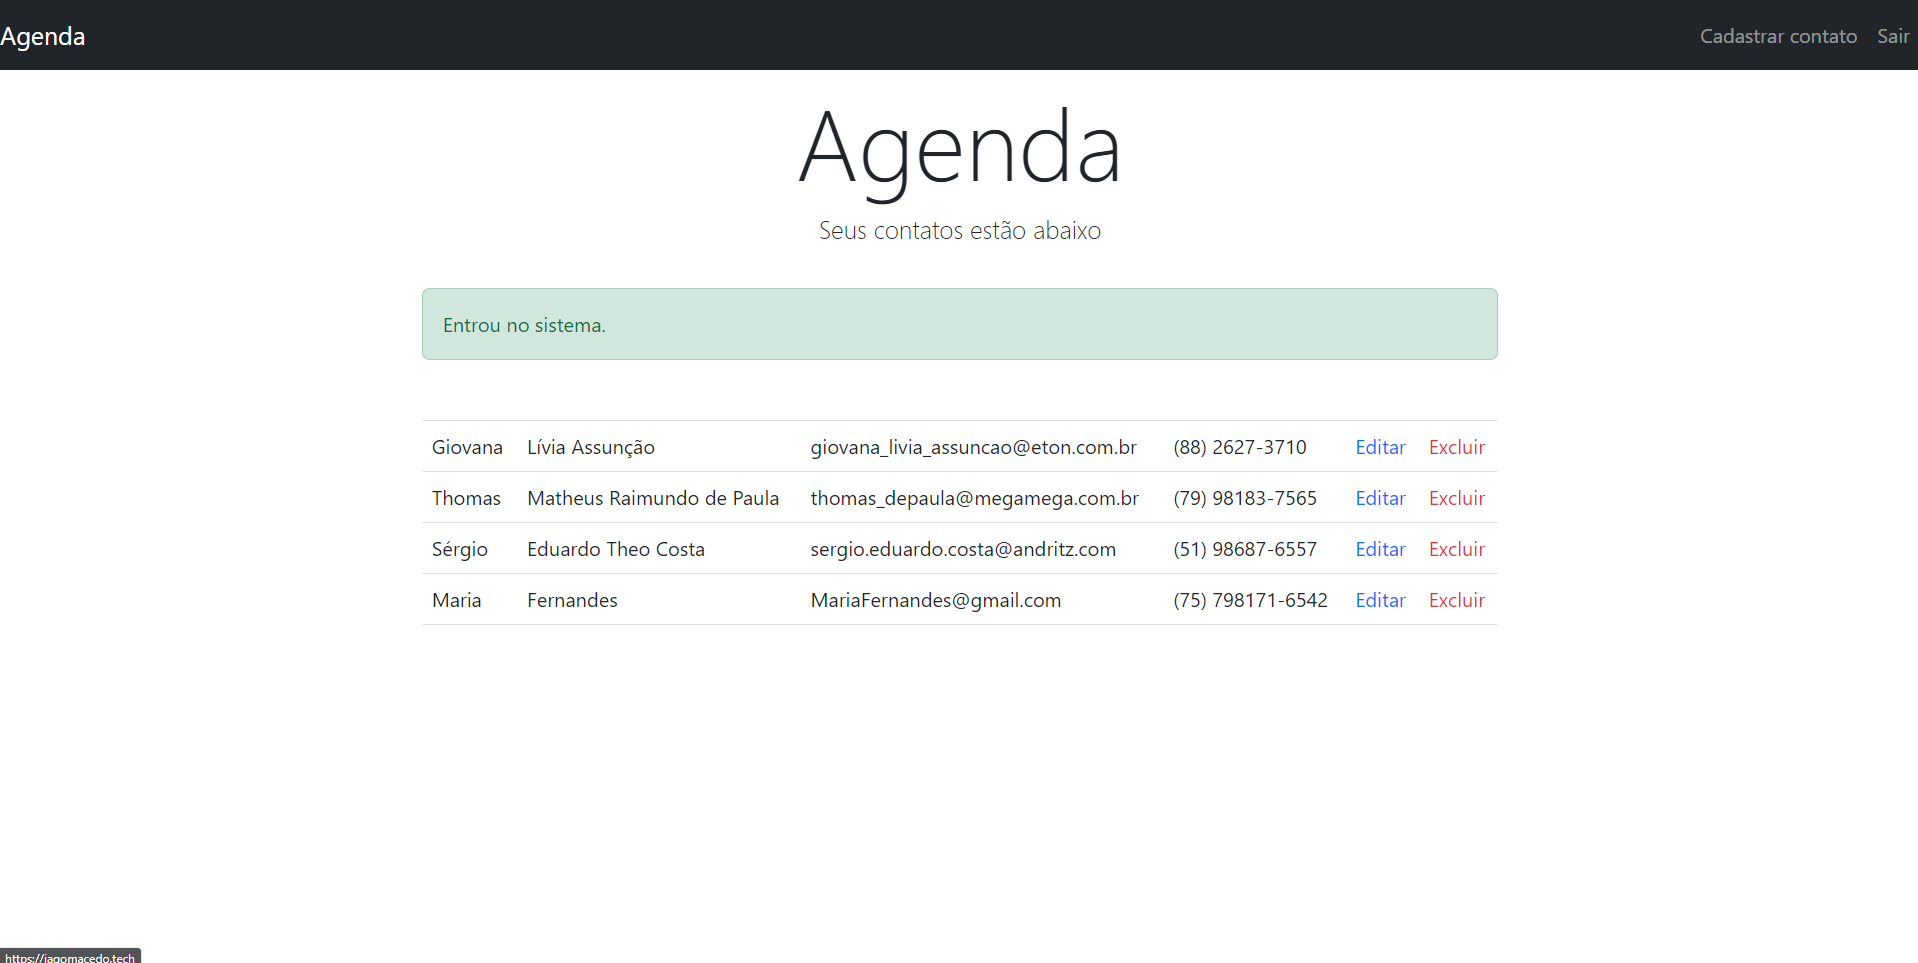 Agenda Cadastrar contato Sair
Agenda
Seus contatos estão abaixo
Entrou no sistema.
Giovana Lívia Assunção giovana_livia_assuncao@eton.com.br (88) 2627-3710 Editar Excluir
Thomas Matheus Raimundo de Paula thomas_depaula@megamega.com.br (79) 98183-7565 Editar Excluir
Sérgio Eduardo Theo Costa sergio.eduardo.costa@andritz.com (51) 98687-6557 Editar Excluir
Maria Fernandes MariaFernandes@gmail.com (75) 798171-6542 Editar Excluir
https://iagomacedo.tech